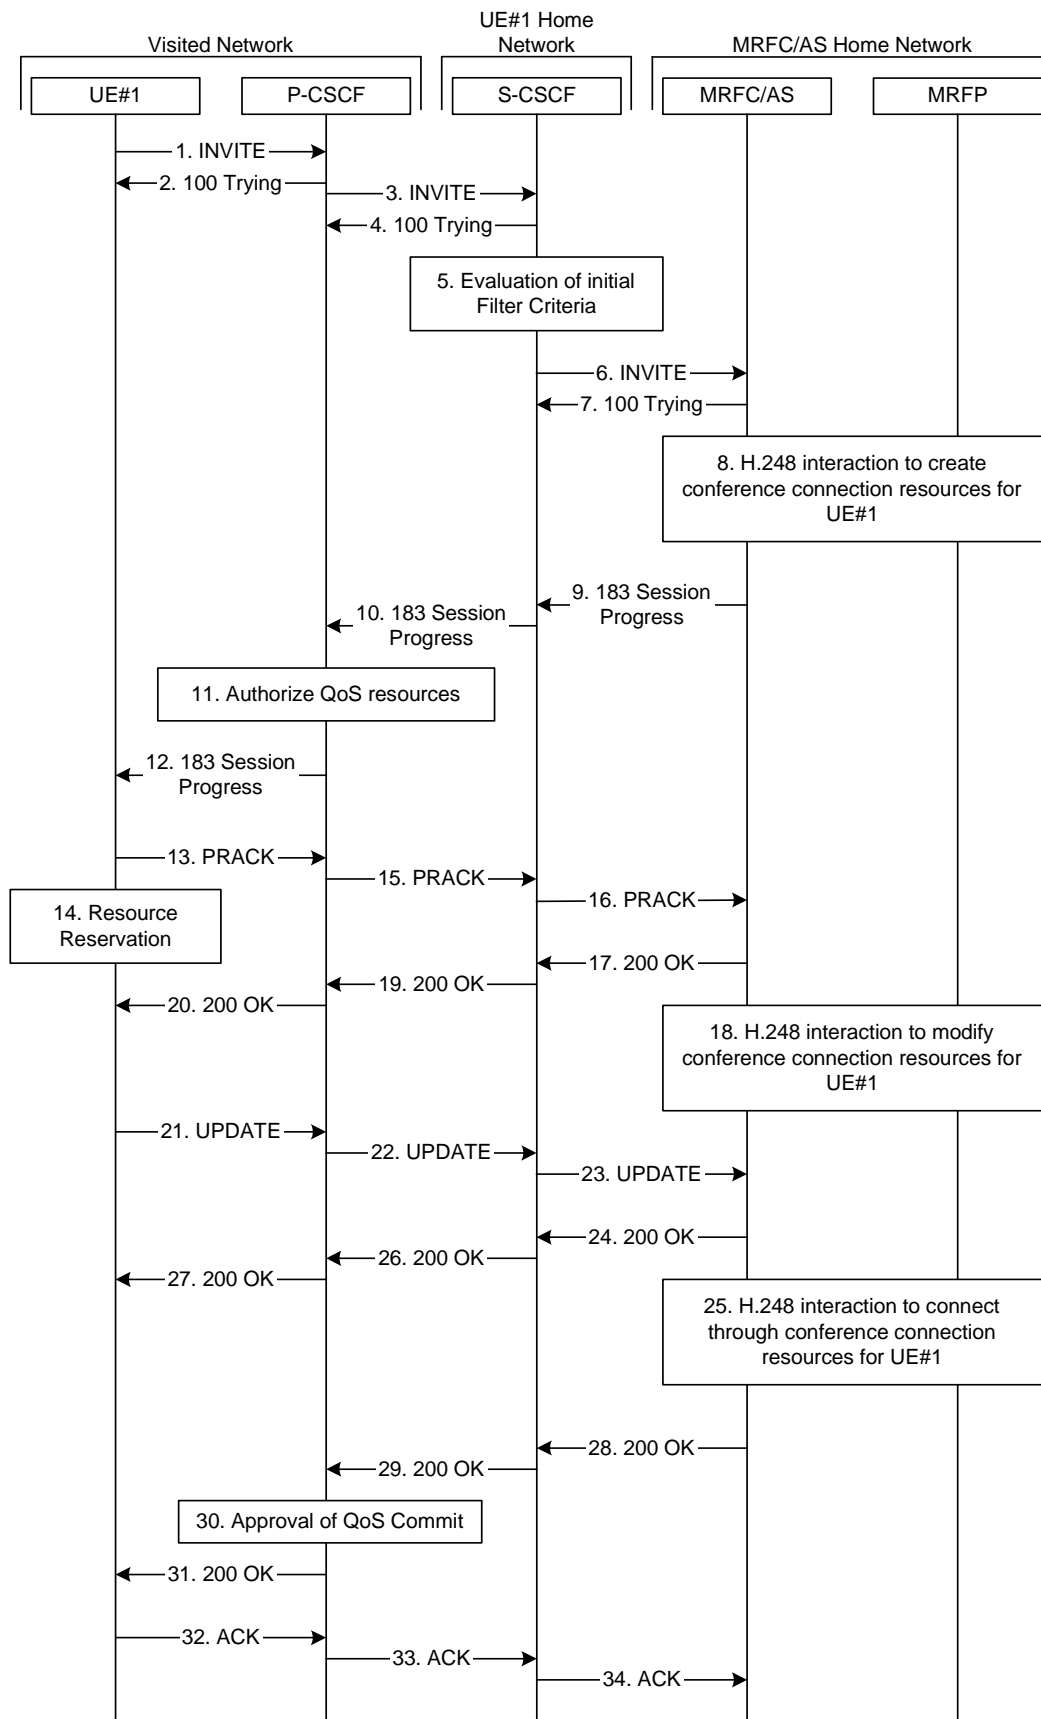 UE#1 Home
Network
Visited Network
MRFC/AS Home Network
UE#1
P-CSCF
S-CSCF
MRFC/AS
MRFP
1. INVITE
2. 100 Trying
3. INVITE
4. 100 Trying
5. Evaluation of initial
Filter Criteria
6. INVITE
7. 100 Trying
8. H.248 interaction to create
conference connection resources for
UE#1
9. 183 Session
Progress
10. 183 Session
Progress
11. Authorize QoS resources
12. 183 Session
Progress
13. PRACK
14. Resource
Reservation
15. PRACK
16. PRACK
17. 200 OK
18. H.248 interaction to modify
conference connection resources for
UE#1
19. 200 OK
20. 200 OK
21. UPDATE
22. UPDATE
23. UPDATE
24. 200 OK
25. H.248 interaction to connect
through conference connection
resources for UE#1
26. 200 OK
27. 200 OK
28. 200 OK
29. 200 OK
30. Approval of QoS Commit
31. 200 OK
32. ACK
33. ACK
34. ACK